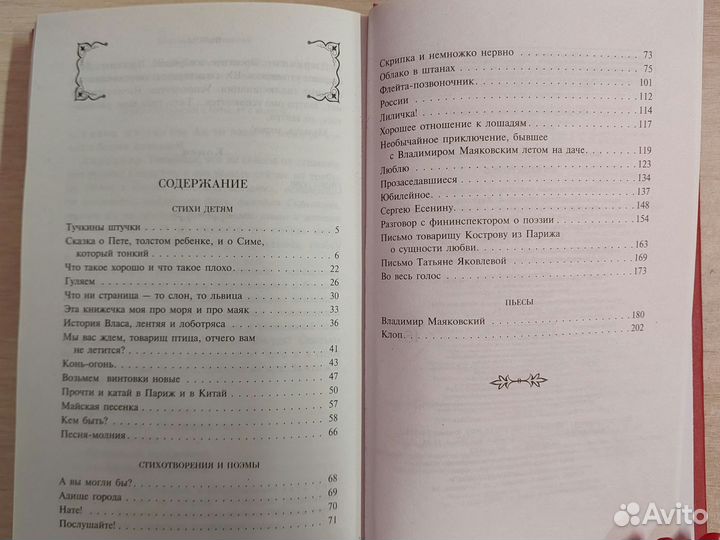 СОДЕРЖАНИЕ
СТИХИ ДЕТЯМ
Тучкины штучки . . . . . . . . . . 5
Сказка о Пете, толстом ребенке, и о Симе,
который тонкий . . . . . . . . . . 6
Что такое хорошо и что такое плохо . . . . . . . . . . 22
Гуляем . . . . . . . . . . 26
Что ни страница — то слон, то львица . . . . . . . . . . 30
Эта книжечка моя про моря и про маяк . . . . . . . . . . 33
История Власа, лентяя и лоботряса . . . . . . . . . . 36
Мы вас ждем, товарищ птица, отчего вам
не летится? . . . . . . . . . . 41
Конь-огонь . . . . . . . . . . 43
Возьмем винтовки новые . . . . . . . . . . 47
Прочти и катай в Париж и в Китай . . . . . . . . . . 50
Майская песенка . . . . . . . . . . 57
Кем быть? . . . . . . . . . . 58
Песня-молния . . . . . . . . . . 66
СТИХОТВОРЕНИЯ И ПОЭМЫ
А вы могли бы? . . . . . . . . . . 68
Адище города . . . . . . . . . . 69
Нате! . . . . . . . . . . 70
Послушайте! . . . . . . . . . . 71
Скрипка и немножко нервно . . . . . . . . . . 73
Облако в штанах . . . . . . . . . . 75
Флейта-позвоночник . . . . . . . . . . 101
России . . . . . . . . . . 112
Лиличка! . . . . . . . . . . 114
Хорошее отношение к лошадям . . . . . . . . . . 117
Необычайное приключение, бывшее
с Владимиром Маяковским летом на даче . . . . . . . . . . 119
Люблю . . . . . . . . . . 123
Прозаседавшиеся . . . . . . . . . . 134
Юбилейное . . . . . . . . . . 137
Сергею Есенину . . . . . . . . . . 148
Разговор с фининспектором о поэзии . . . . . . . . . . 154
Письмо товарищу Кострову из Парижа
о сущности любви . . . . . . . . . . 163
Письмо Татьяне Яковлевой . . . . . . . . . . 169
Во весь голос . . . . . . . . . . 173
ПЬЕСЫ
Владимир Маяковский . . . . . . . . . . 180
Клоп . . . . . . . . . . 202
Avito